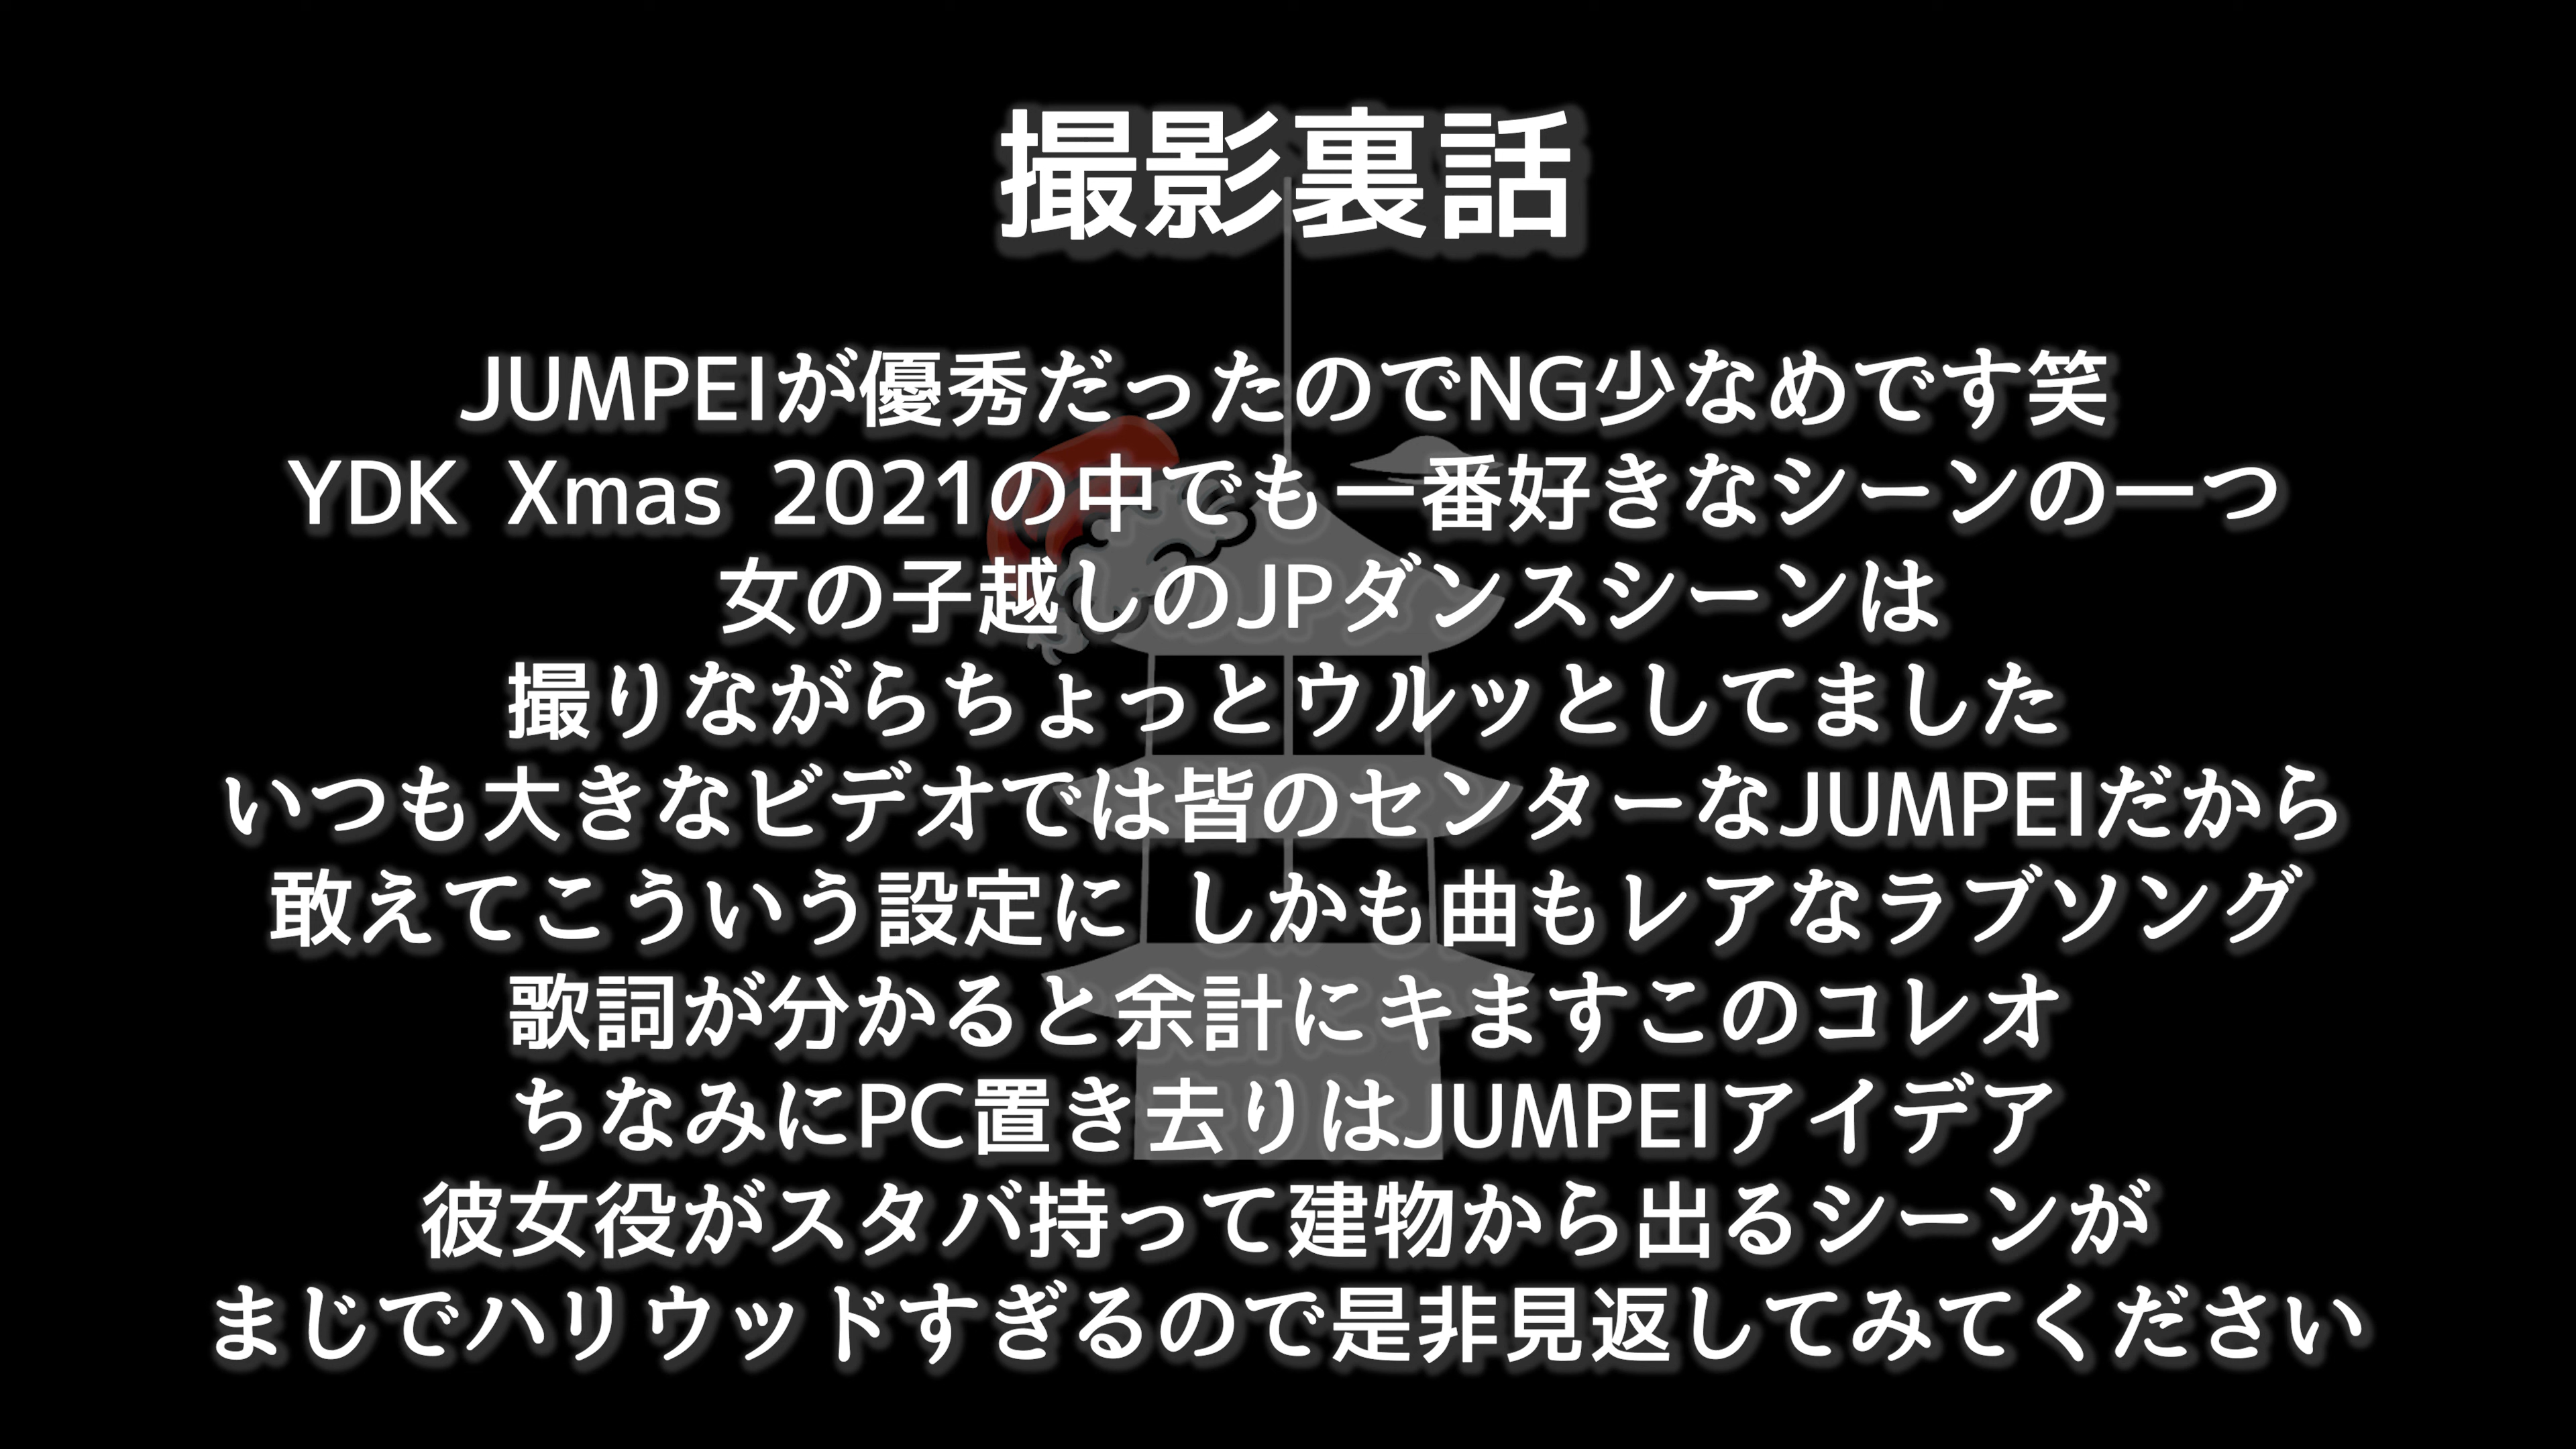 撮影裏話
JUMPEIが優秀だったのでNG少なめです笑
YDK Xmas 2021の中でも一番好きなシーンの一つ
女の子越しのJPダンスシーンは
撮りながらちょっとウルッとしてました
いつも大きなビデオでは皆のセンターなJUMPEIだから
敢えてこういう設定に しかも曲もレアなラブソング
歌詞が分かると余計にキますこのコレオ
ちなみにPC置き去りはJUMPEIアイデア
彼女役がスタバ持って建物から出るシーンが
まじでハリウッドすぎるので是非見返してみてください